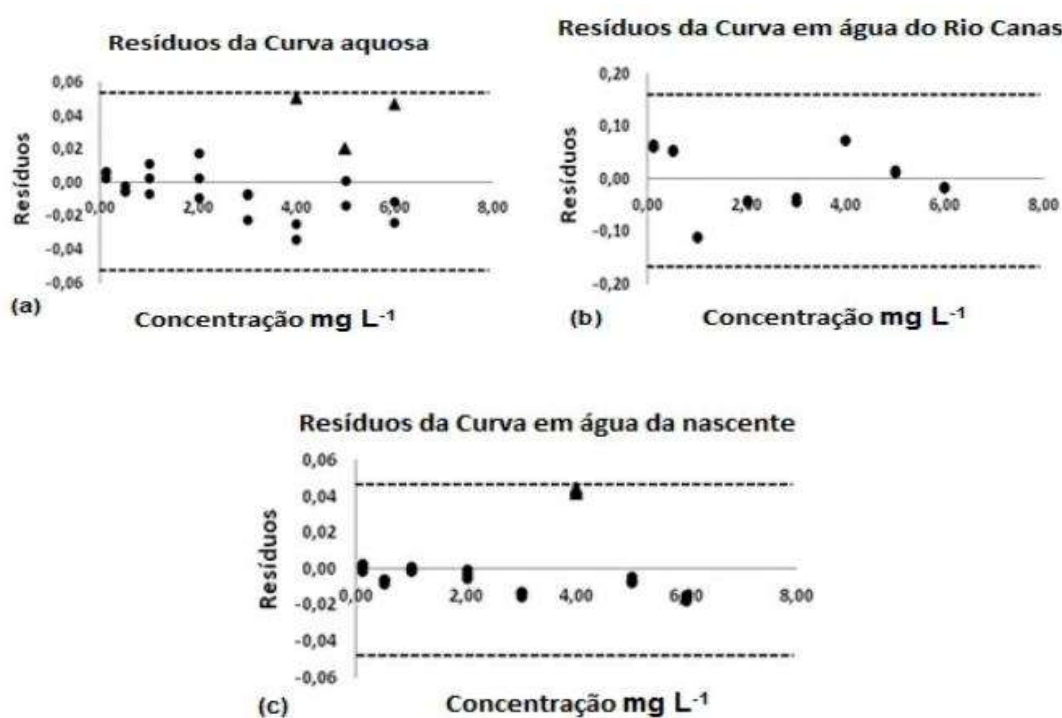 Resíduos da Curva aquosa
0,06
0,04
0,02
0,00
-0,02
-0,04
-0,06
0,00 2,00 4,00 6,00 8,00
Resíduos
Concentração mg L-1
(a)
Resíduos da Curva em água do Rio Canas
0,20
0,10
0,00
-0,10
-0,20
0,00 2,00 4,00 6,00 8,00
Resíduos
Concentração mg L-1
(b)
Resíduos da Curva em água da nascente
0,06
0,04
0,02
0,00
-0,02
-0,04
-0,06
0,00 2,00 4,00 6,00 8,00
Resíduos
Concentração mg L-1
(c)